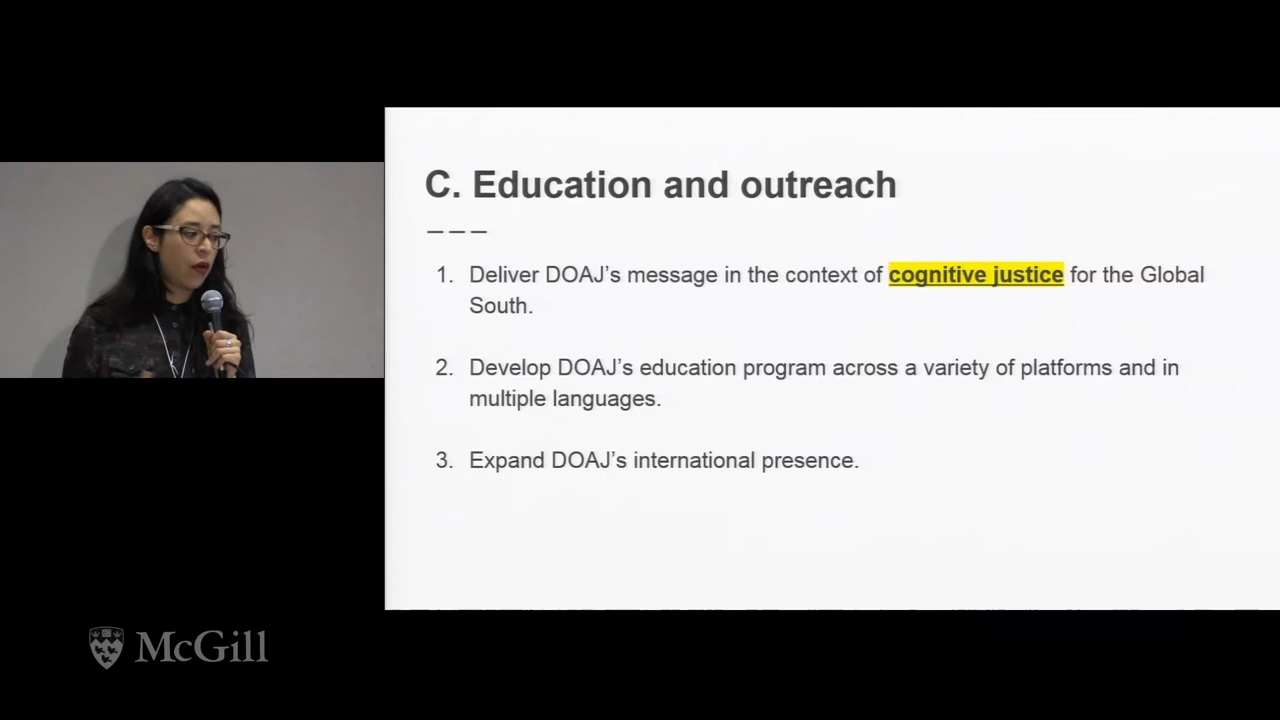 C. Education and outreach
1. Deliver DOAJ’s message in the context of cognitive justice for the Global
South.
2. Develop DOAJ’s education program across a variety of platforms and in
multiple languages.
3. Expand DOAJ’s international presence.
McGill